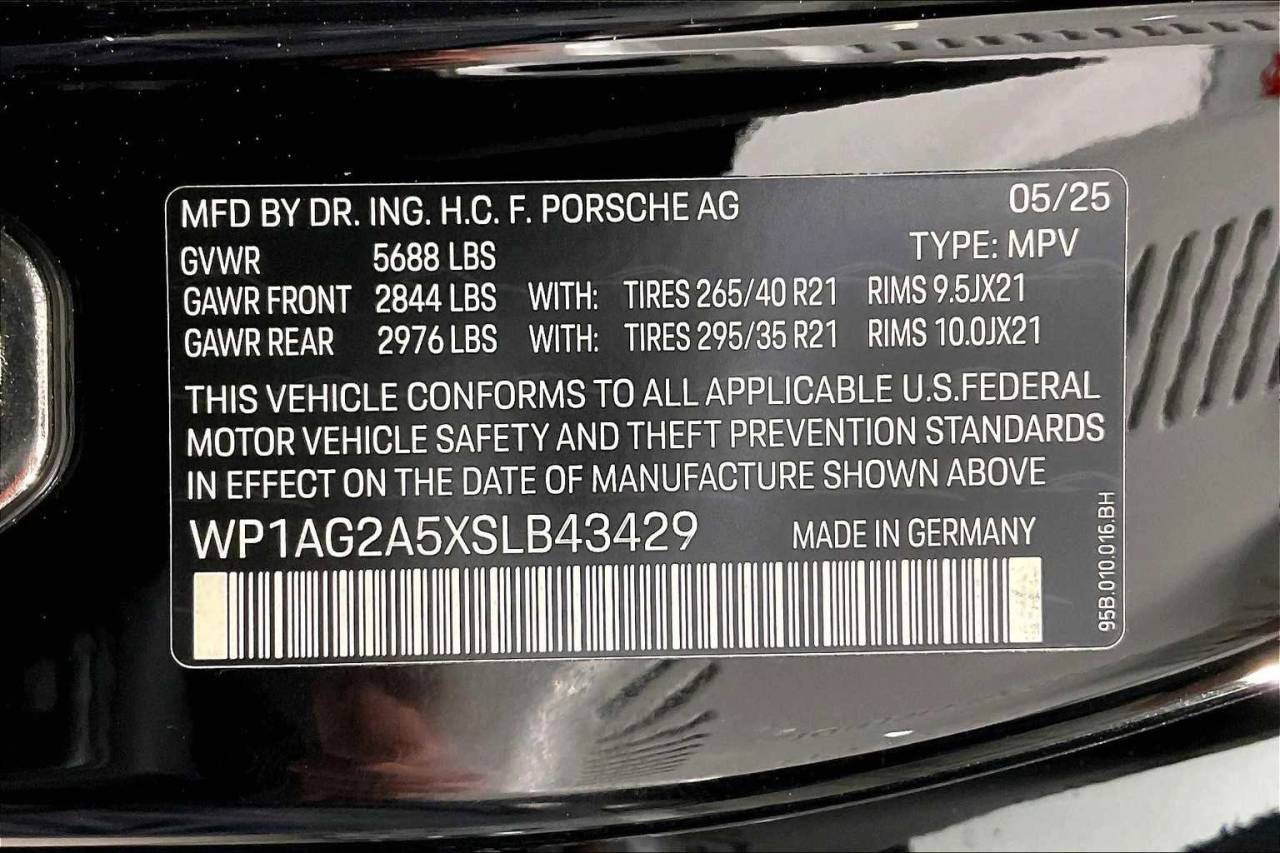 MFD BY DR. ING. H.C. F. PORSCHE AG 05/25
TYPE: MPV
GVWR 5688 LBS
GAWR FRONT 2844 LBS WITH: TIRES 265/40 R21 RIMS 9.5JX21
GAWR REAR 2976 LBS WITH: TIRES 295/35 R21 RIMS 10.0JX21
THIS VEHICLE CONFORMS TO ALL APPLICABLE U.S.FEDERAL
MOTOR VEHICLE SAFETY AND THEFT PREVENTION STANDARDS
IN EFFECT ON THE DATE OF MANUFACTURE SHOWN ABOVE
WP1AG2A5XSLB43429 MADE IN GERMANY
95B.010.016.BH